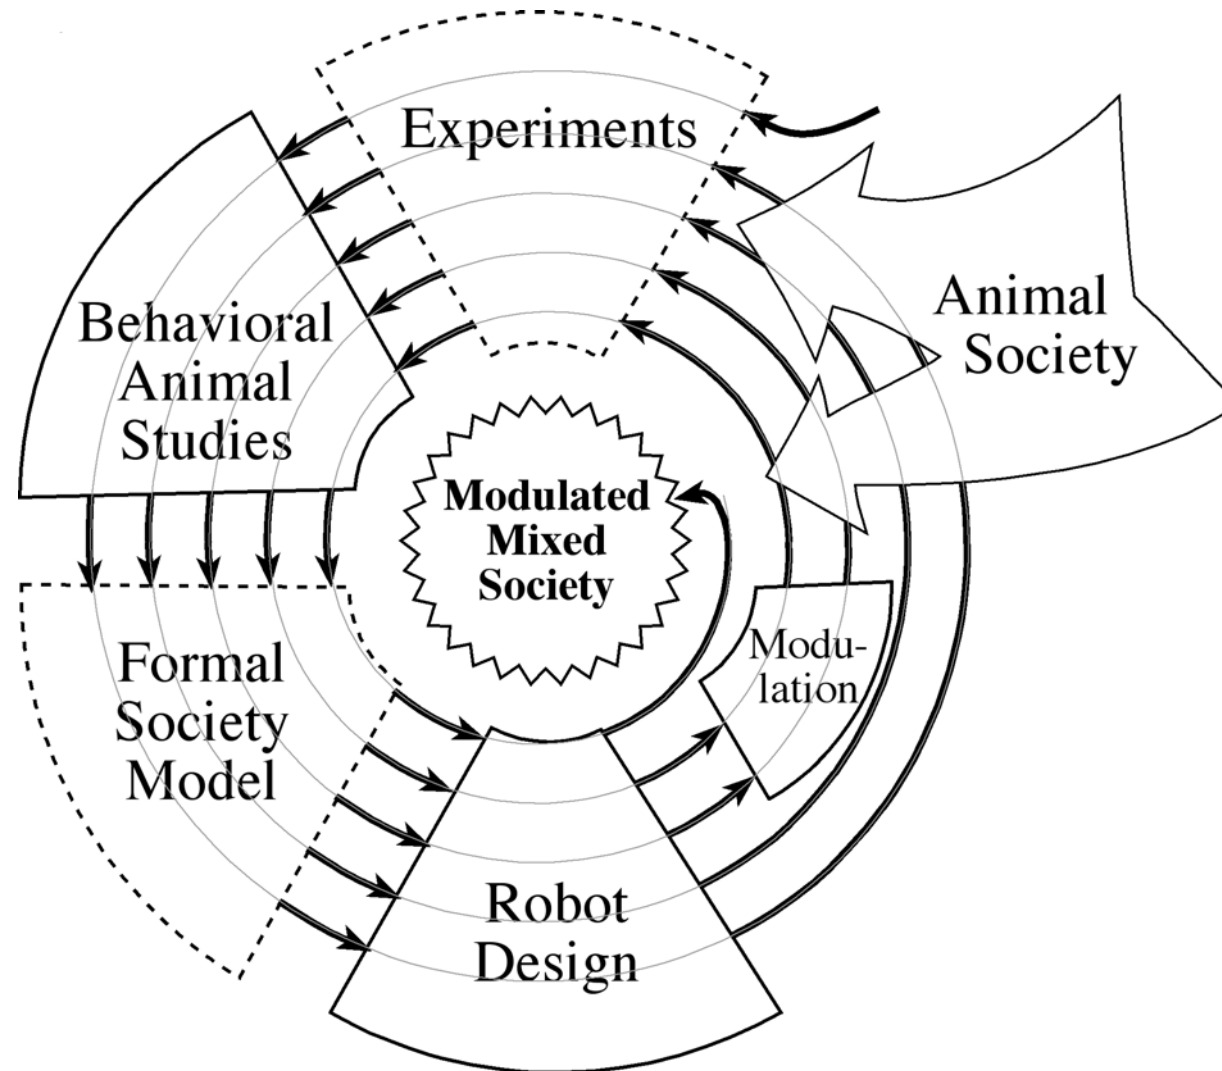 Experiments
Behavioral
Animal
Studies
Animal
Society
Modulated
Mixed
Society
Formal
Society
Model
Modu-
lation
Robot
Design